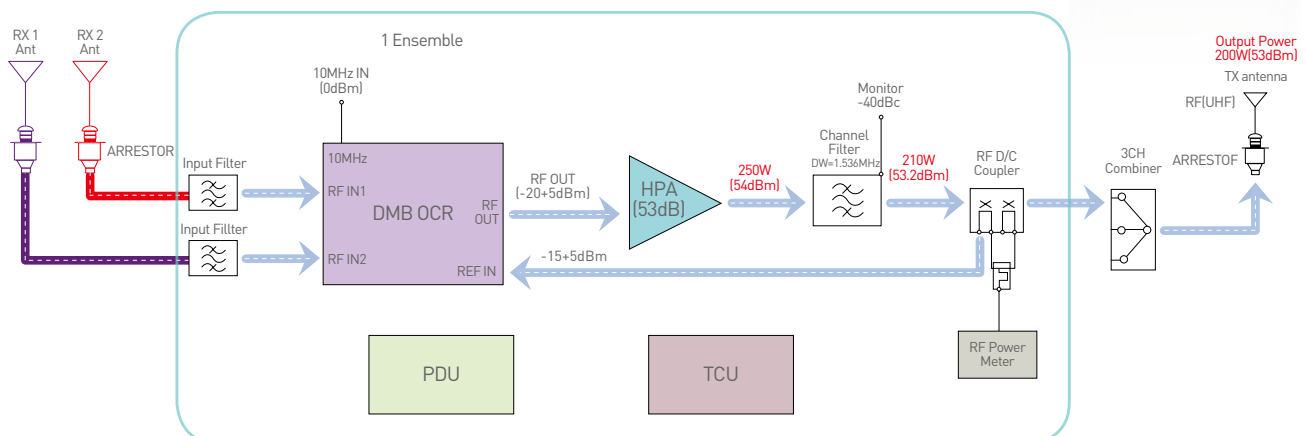 RX 1
Ant
RX 2
Ant
ARRESTOR
1 Ensemble
10MHz IN
(0dBm)
Input Filter
Input Fillter
10MHz
RF IN1
DMB OCR
RF
OUT
RF IN2
REF IN
RF OUT
(-20+5dBm)
-15+5dBm
HPA
(53dB)
250W
(54dBm)
Monitor
-40dBc
Channel
Filter
DW=1.536MHz
210W
(53.2dBm)
RF D/C
Coupler
RF Power
Meter
PDU
TCU
3CH
Combiner
Output Power
200W(53dBm)
TX antenna
RF(UHF)
ARRESTOF